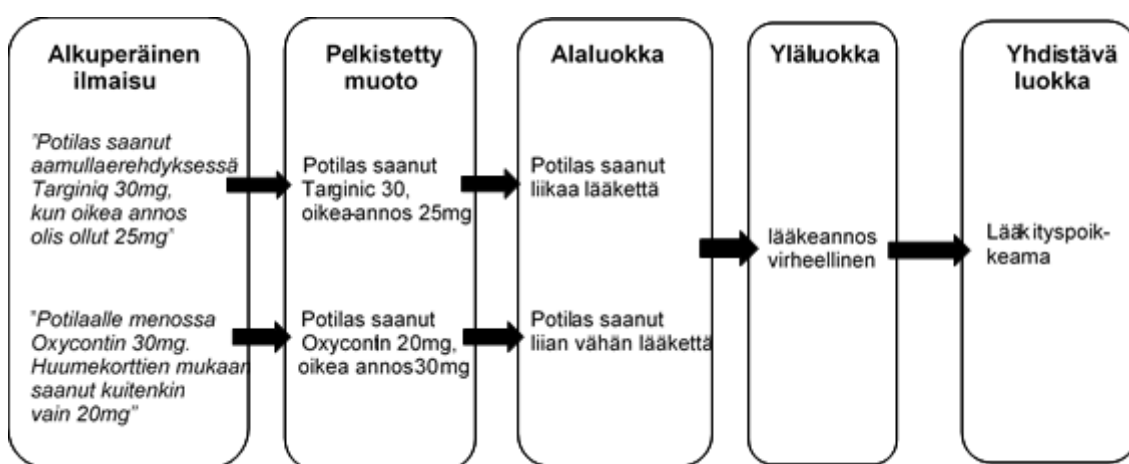 Alkuperäinen
ilmaisu
"Potilas saanut
aamullaerehdyksessä
Targiniq 30mg,
kun oikea annos
olis ollut 25mg"
"Potilaalle menossa
Oxycontin 30mg.
Huumekorttien mukaan
saanut kuitenkin
vain 20mg"
Pelkistetty
muoto
Potilas saanut
Targinic 30,
oikea-annos 25mg
Potilas saanut
Oxycontin 20mg,
oikea annos30mg
Alaluokka
Potilas saanut
liikaa lääkettä
Potilas saanut
liian vähän lääkettä
Yläluokka
lääkeannos
virheellinen
Yhdistävä
luokka
Lääkityspoik-
keama